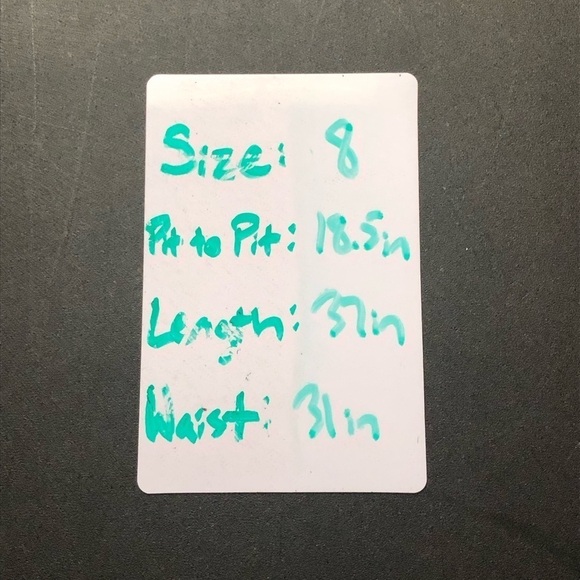 Size: 8
Pit to Pit: 18.5in
Length: 37in
Waist: 31in